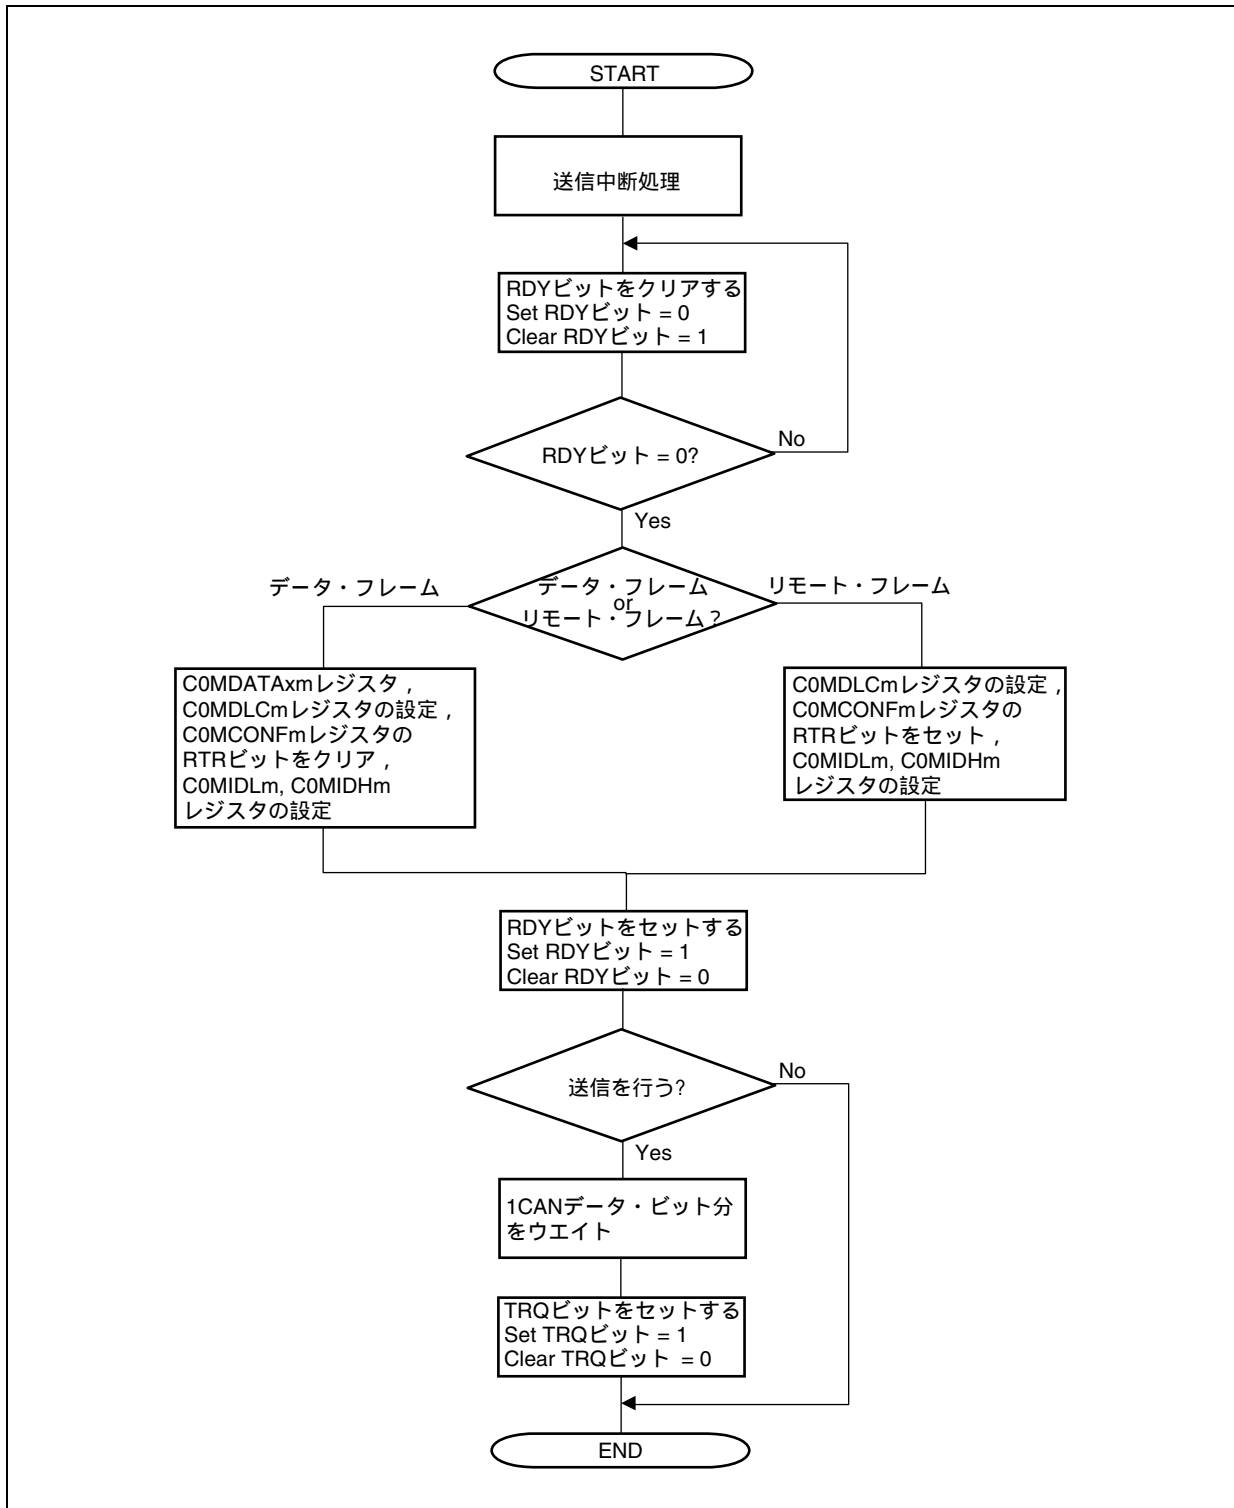 START
送信中断処理
RDYビットをクリアする
Set RDYビット = 0
Clear RDYビット = 1
RDYビット = 0?
No
Yes
データ・フレーム
or
リモート・フレーム？
データ・フレーム
リモート・フレーム
C0MDATAxmレジスタ，
C0MDLCmレジスタの設定，
C0MCONFmレジスタの
RTRビットをクリア，
C0MIDLm, C0MIDHm
レジスタの設定
C0MDLCmレジスタの設定，
C0MCONFmレジスタの
RTRビットをセット，
C0MIDLm, C0MIDHm
レジスタの設定
RDYビットをセットする
Set RDYビット = 1
Clear RDYビット = 0
送信を行う?
No
Yes
1CANデータ・ビット分
をウエイト
TRQビットをセットする
Set TRQビット = 1
Clear TRQビット = 0
END